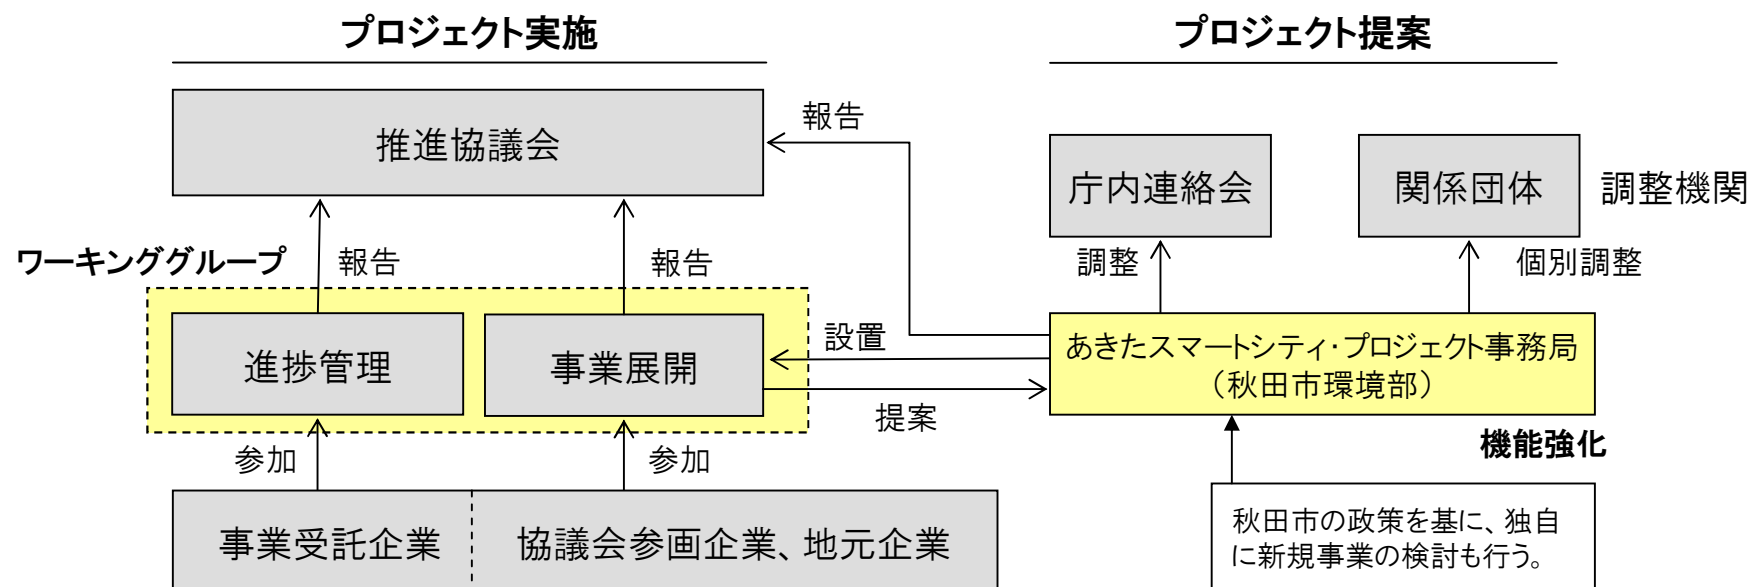 プロジェクト実施
プロジェクト提案
推進協議会
報告
庁内連絡会
関係団体
調整機関
ワーキンググループ
報告
報告
調整
個別調整
進捗管理
事業展開
設置
提案
あきたスマートシティ・プロジェクト事務局
（秋田市環境部）
機能強化
参加
参加
事業受託企業
協議会参画企業、地元企業
秋田市の政策を基に、独自
に新規事業の検討も行う。